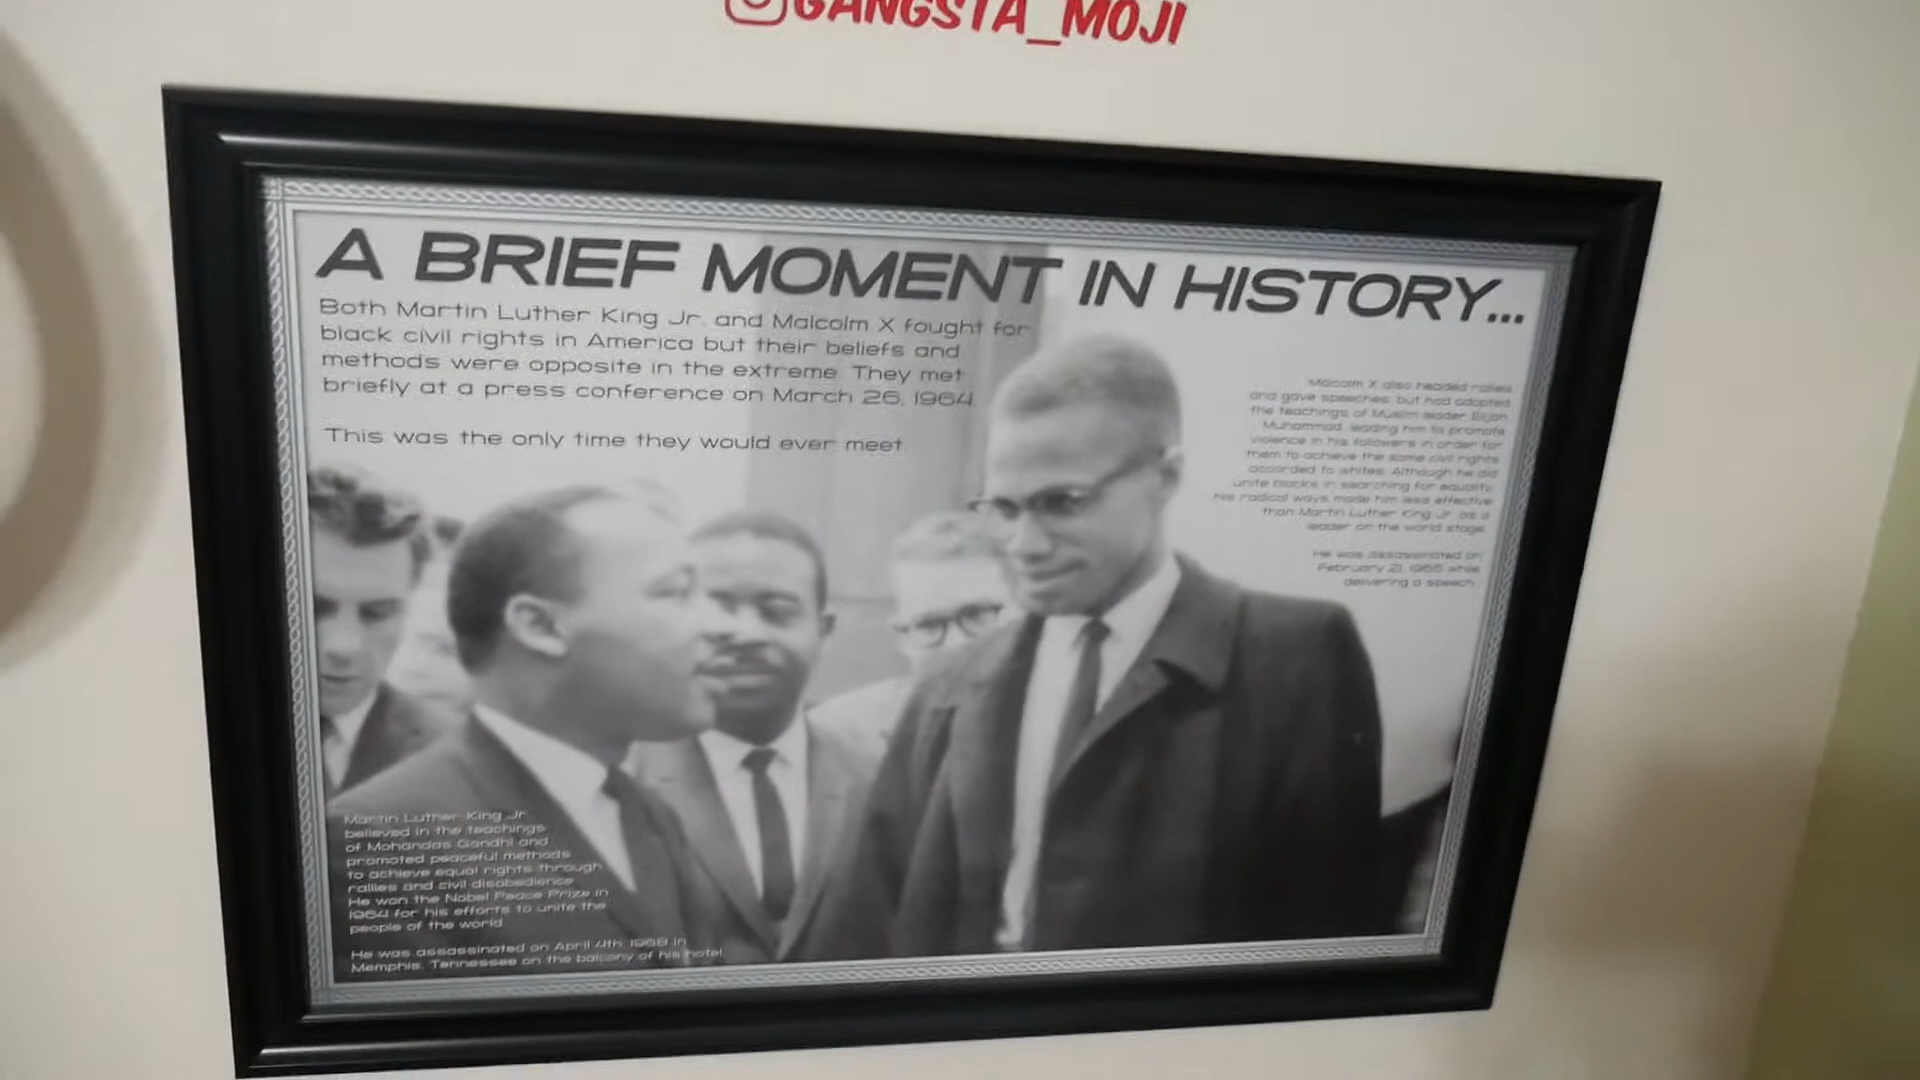 GANGSTA_MOJI
A BRIEF MOMENT IN HISTORY...
Both Martin Luther King Jr. and Malcolm X fought for
black civil rights in America but their beliefs and
methods were opposite in the extreme. They met
briefly at a press conference on March 26, 1964.
This was the only time they would ever meet.
Malcolm X also headed rallies
and gave speeches, but had adopted
the teachings of Muslim leader Elijah
Muhammad, leading him to promote
violence in his followers in order for
them to achieve the same civil rights
accorded to whites. Although he did
unite blacks in searching for equality,
his radical ways made him less effective
than Martin Luther King Jr. as a
leader on the world stage.
He was assassinated on
February 21, 1965 while
delivering a speech.
Martin Luther King Jr.
believed in the teachings
of Mohandas Gandhi and
promoted peaceful methods
to achieve equal rights through
rallies and civil disobedience.
He won the Nobel Peace Prize in
1964 for his efforts to unite the
people of the world.
He was assassinated on April 4th, 1968 in
Memphis, Tennessee on the balcony of his hotel.